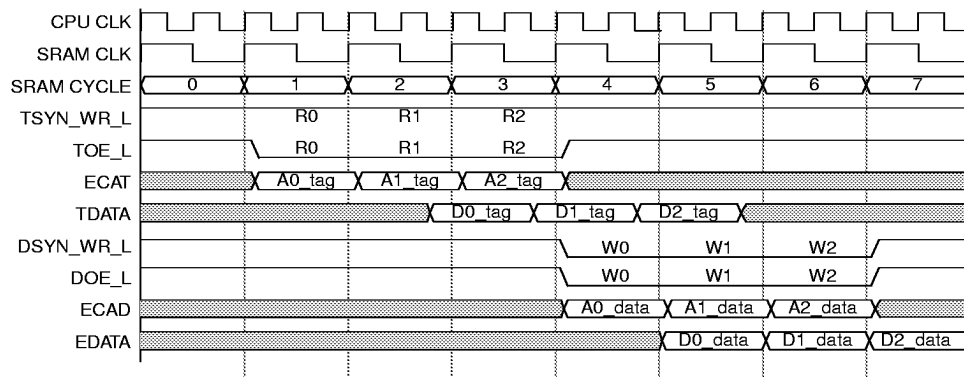 CPU CLK
SRAM CLK
SRAM CYCLE 0 1 2 3 4 5 6 7
TSYN_WR_L R0 R1 R2
TOE_L R0 R1 R2
ECAT A0_tag A1_tag A2_tag
TDATA D0_tag D1_tag D2_tag
DSYN_WR_L W0 W1 W2
DOE_L W0 W1 W2
ECAD A0_data A1_data A2_data
EDATA D0_data D1_data D2_data